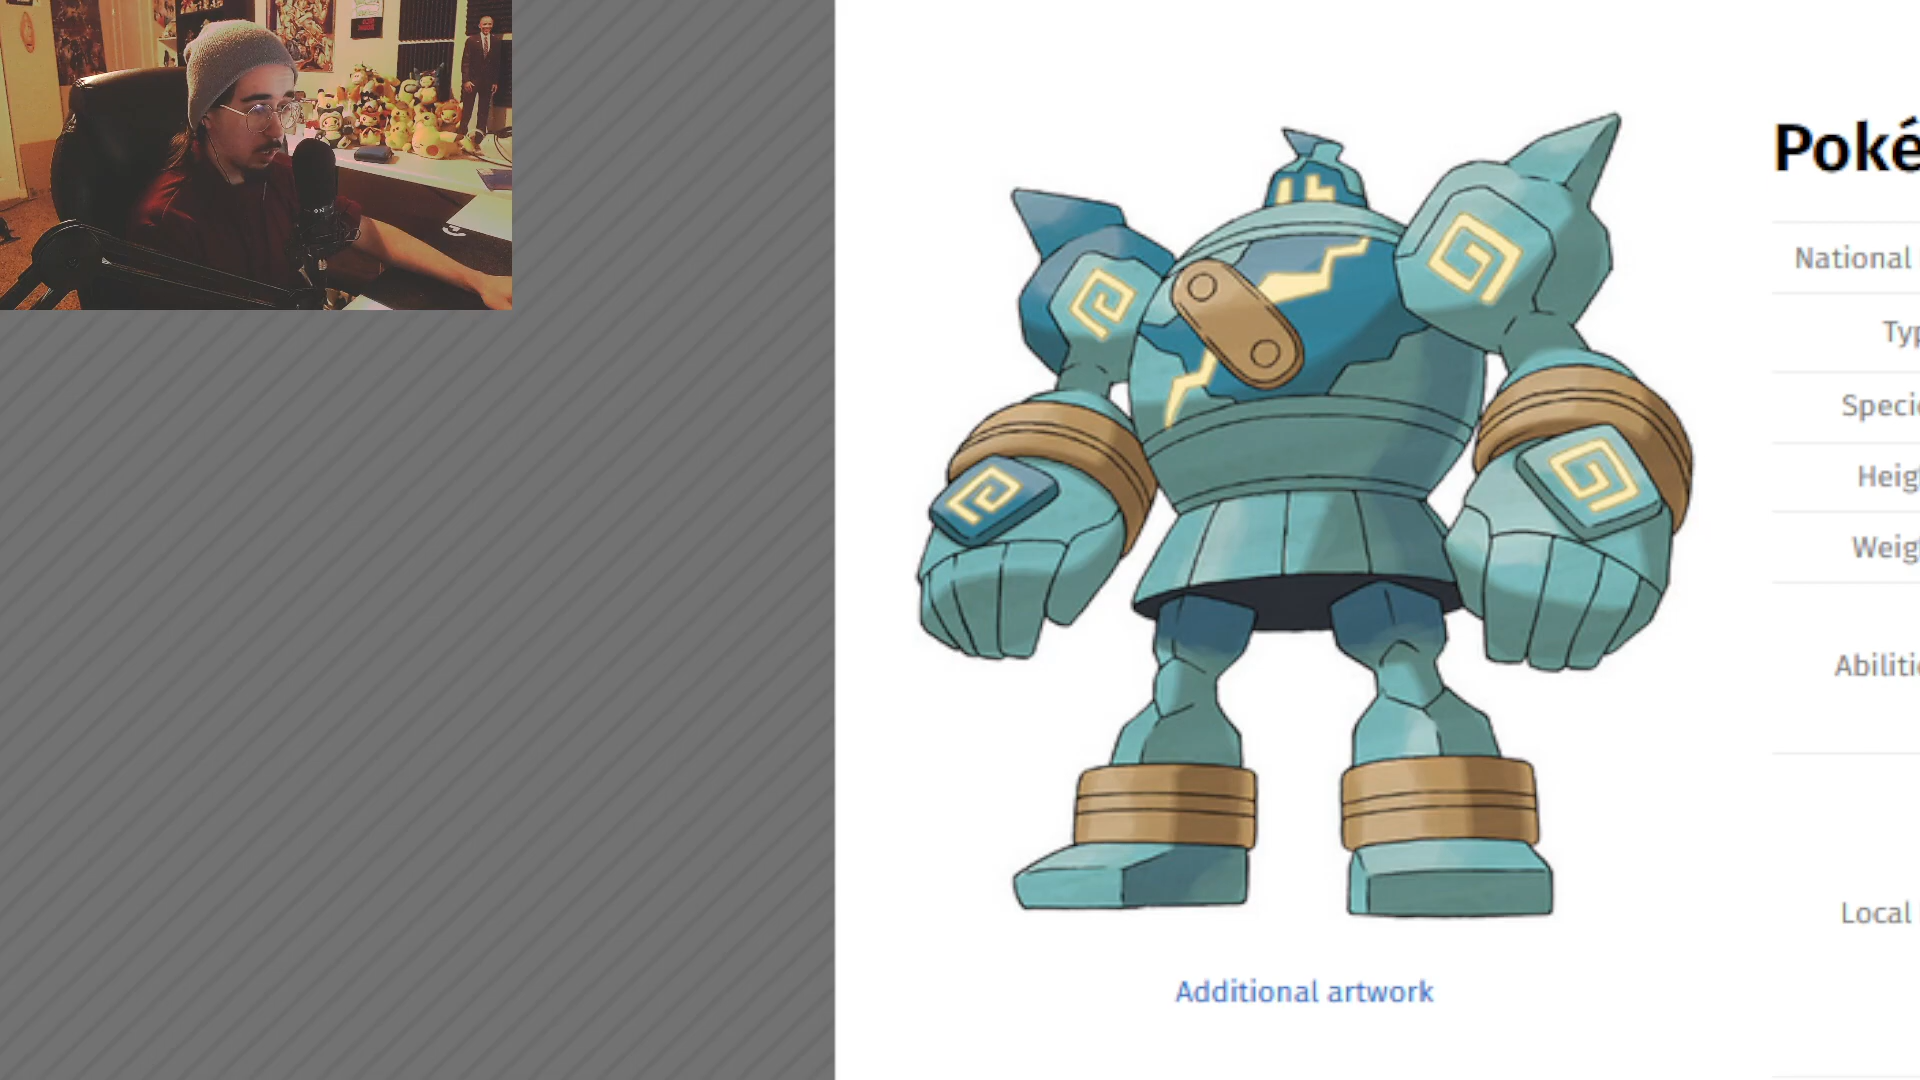 Poké
National
Typ
Speci
Heig
Weig
Abiliti
Local
Additional artwork